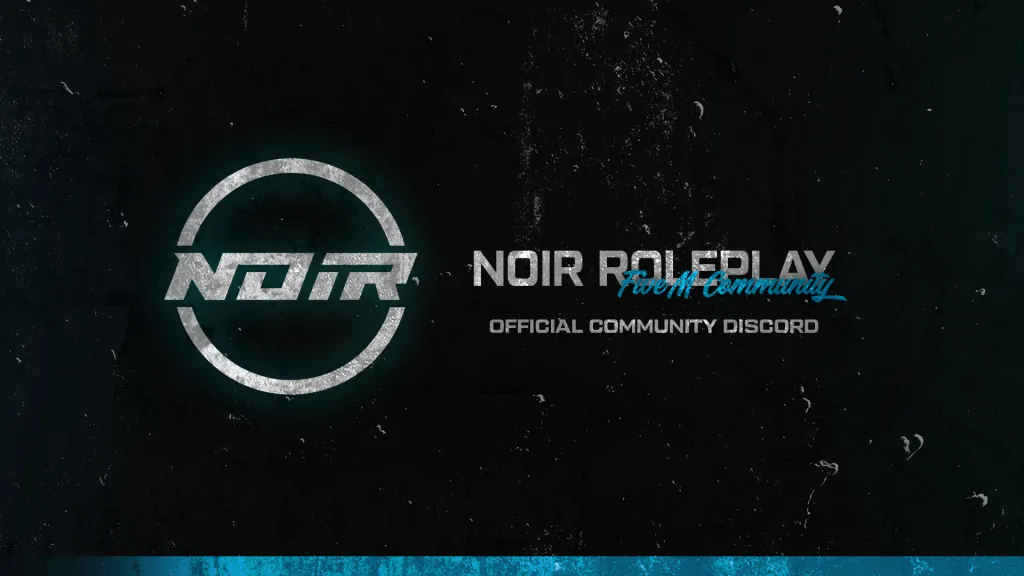 NOIR
NOIR ROLEPLAY
FiveM Community
OFFICIAL COMMUNITY DISCORD